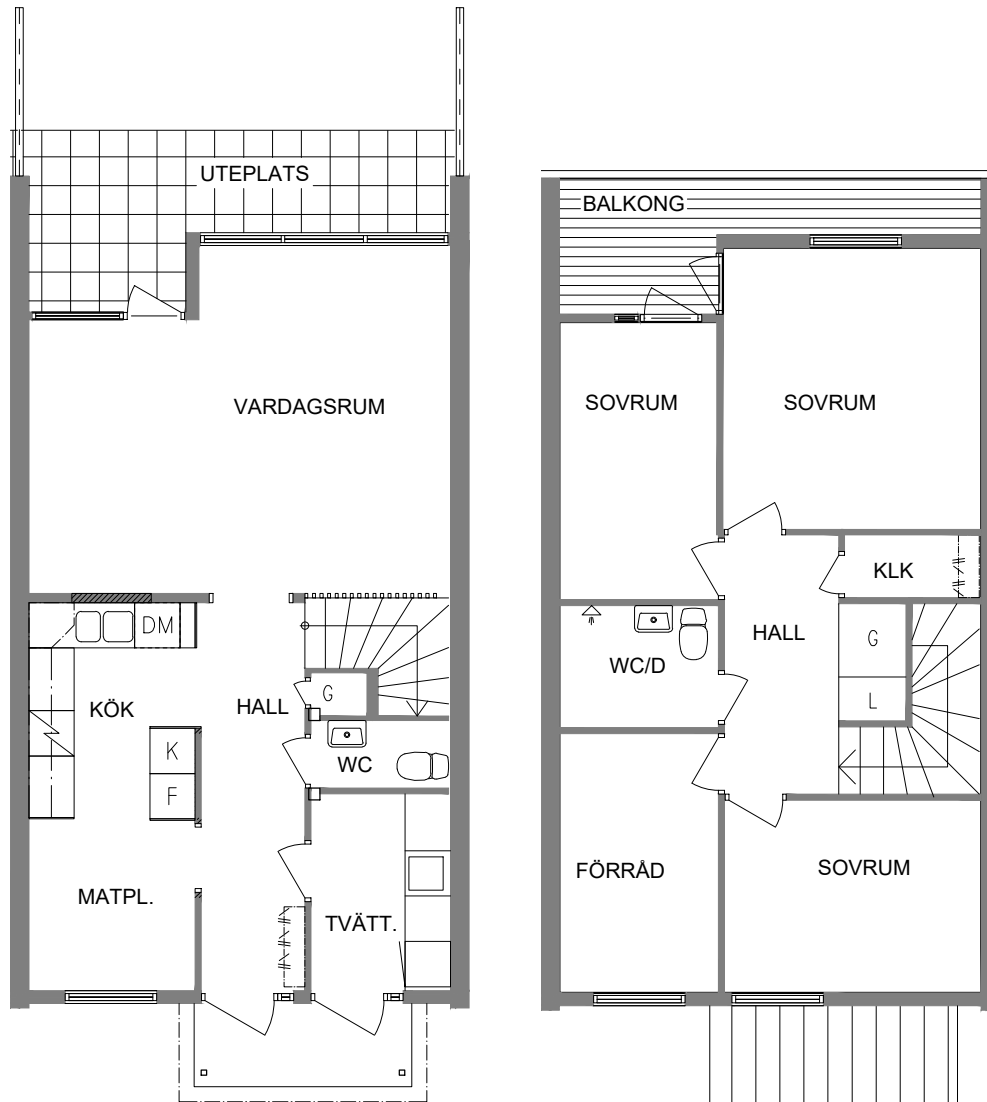 UTEPLATS
VARDAGSRUM
DM
KÖK
HALL
G
K
F
WC
MATPL.
TVÄTT.
BALKONG
SOVRUM
SOVRUM
KLK
HALL
G
WC/D
L
FÖRRÅD
SOVRUM